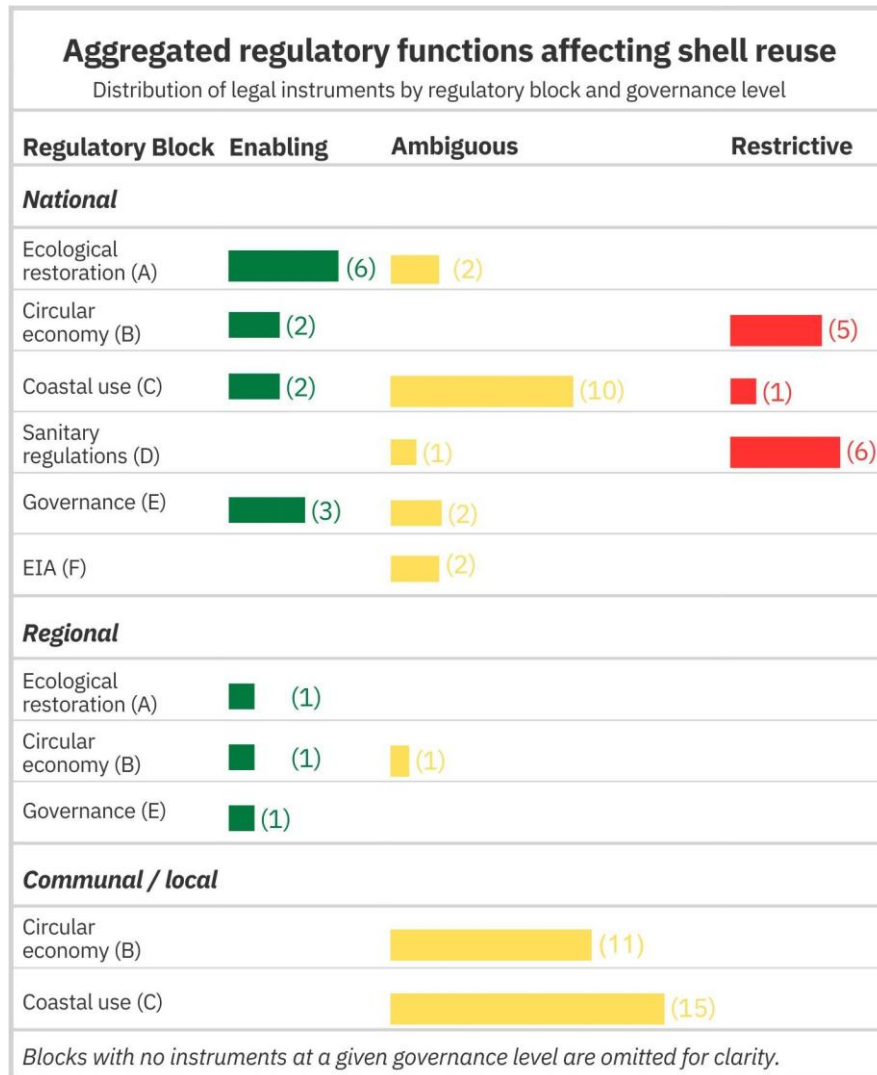 Aggregated regulatory functions affecting shell reuse
Distribution of legal instruments by regulatory block and governance level
Regulatory Block Enabling Ambiguous Restrictive
National
Ecological
restoration (A) (6) (2)
Circular
economy (B) (2) (5)
Coastal use (C) (2) (10) (1)
Sanitary
regulations (D) (1) (6)
Governance (E) (3) (2)
EIA (F) (2)
Regional
Ecological
restoration (A) (1)
Circular
economy (B) (1) (1)
Governance (E) (1)
Communal / local
Circular
economy (B) (11)
Coastal use (C) (15)
Blocks with no instruments at a given governance level are omitted for clarity.